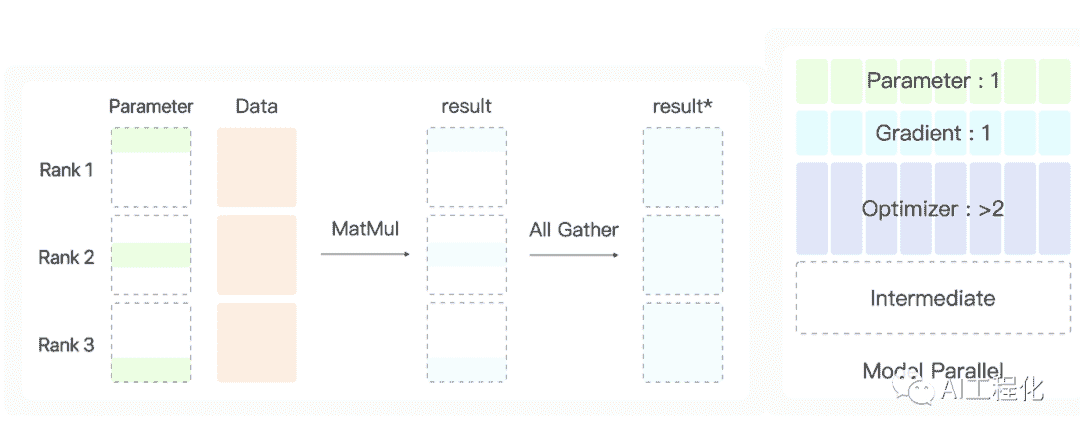 Parameter Data result result*
Rank 1
Rank 2
Rank 3
MatMul
All Gather
Parameter : 1
Gradient : 1
Optimizer : >2
Intermediate
Model Parallel
AI工程化